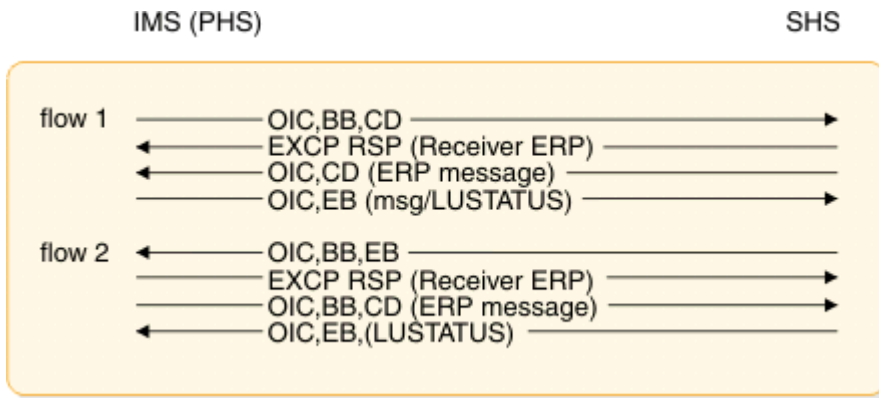 IMS (PHS) SHS
flow 1 OIC,BB,CD
EXCP RSP (Receiver ERP)
OIC,CD (ERP message)
OIC,EB (msg/LUSTATUS)
flow 2 OIC,BB,EB
EXCP RSP (Receiver ERP)
OIC,BB,CD (ERP message)
OIC,EB,(LUSTATUS)